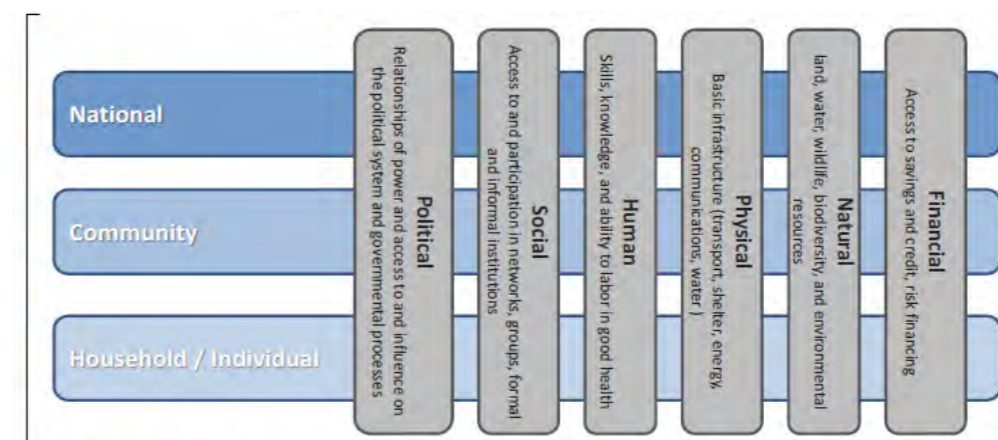 National
Community
Household / Individual
Political
Relationships of power and access to and influence on
the political system and governmental processes
Social
Access to and participation in networks, groups, formal
and informal institutions
Human
Skills, knowledge, and ability to labor in good health
Physical
Basic infrastructure (transport, shelter, energy,
communications, water )
Natural
land, water, wildlife, biodiversity, and environmental
resources
Financial
Access to savings and credit, risk financing